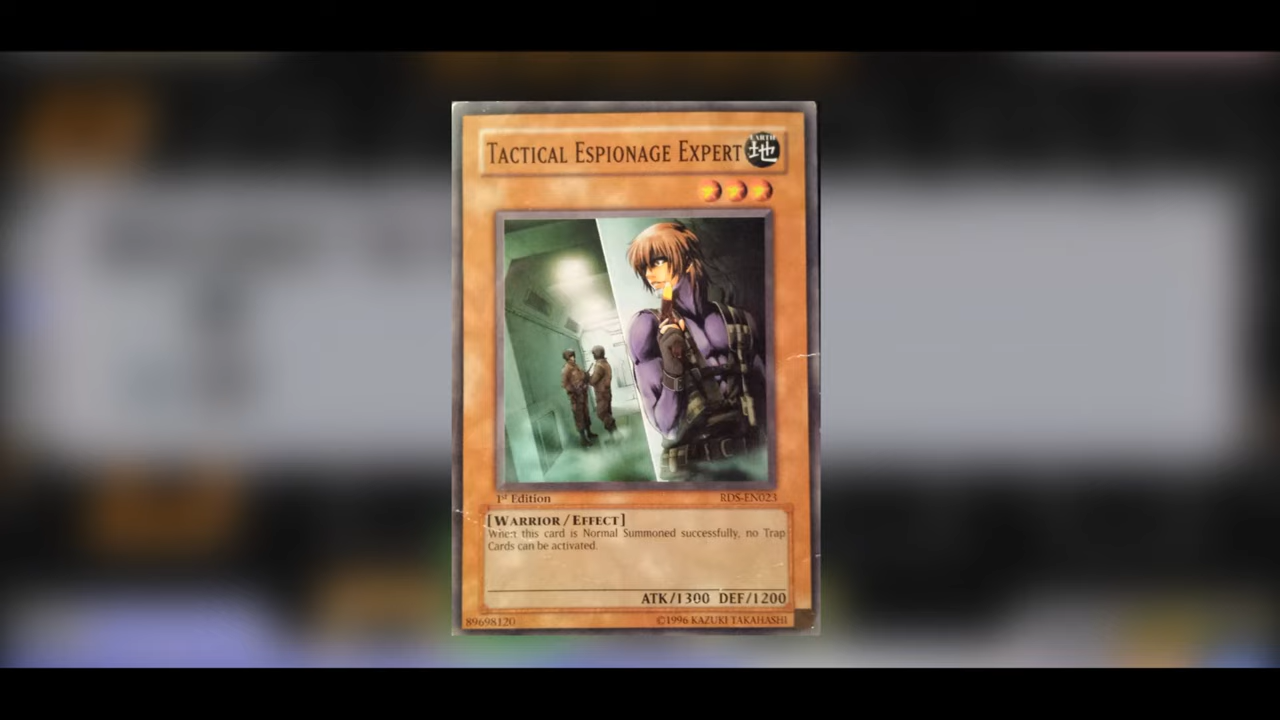 TACTICAL ESPIONAGE EXPERT
EARTH
地
1st Edition
RDS-EN023
[WARRIOR/EFFECT]
When this card is Normal Summoned successfully, no Trap
Cards can be activated.
ATK/1300 DEF/1200
89698120
©1996 KAZUKI TAKAHASHI